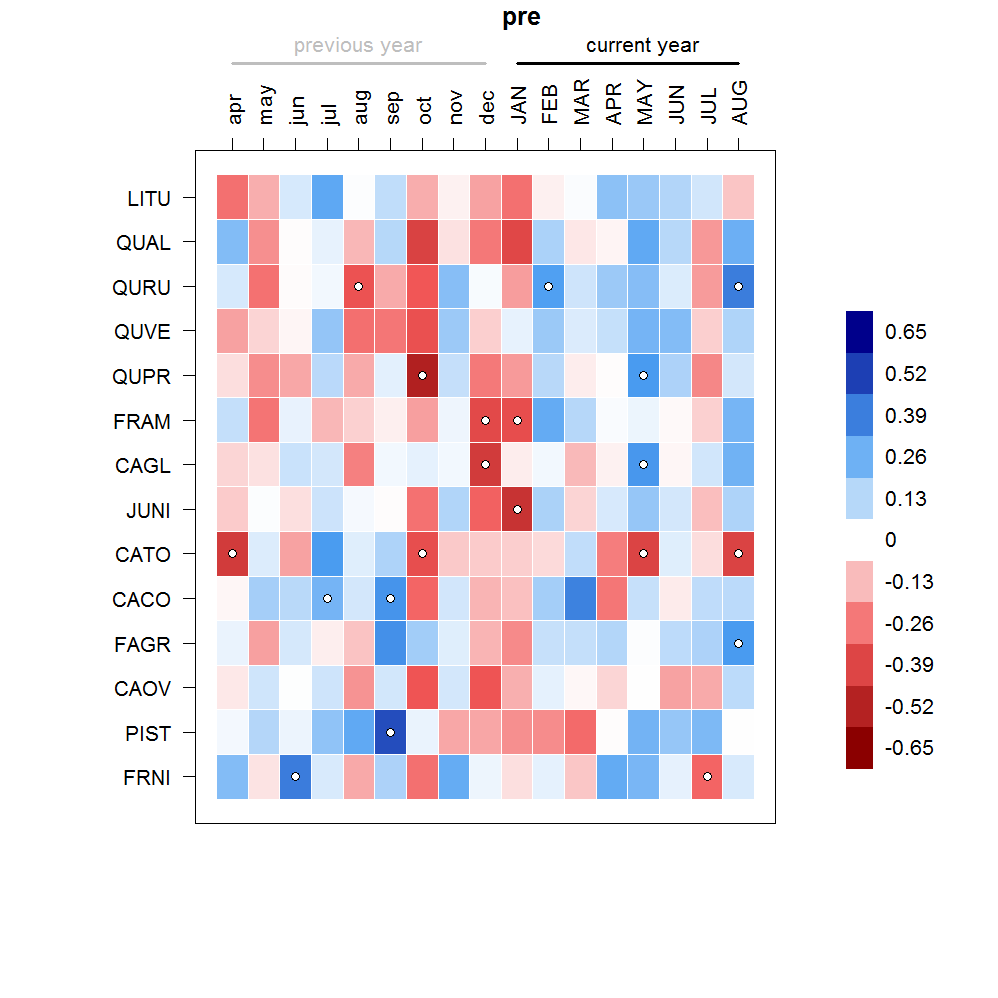 pre
previous year current year
apr may jun jul aug sep oct nov dec JAN FEB MAR APR MAY JUN JUL AUG
LITU
QUAL
QURU
QUVE
QUPR
FRAM
CAGL
JUNI
CATO
CACO
FAGR
CAOV
PIST
FRNI
0.65
0.52
0.39
0.26
0.13
0
-0.13
-0.26
-0.39
-0.52
-0.65